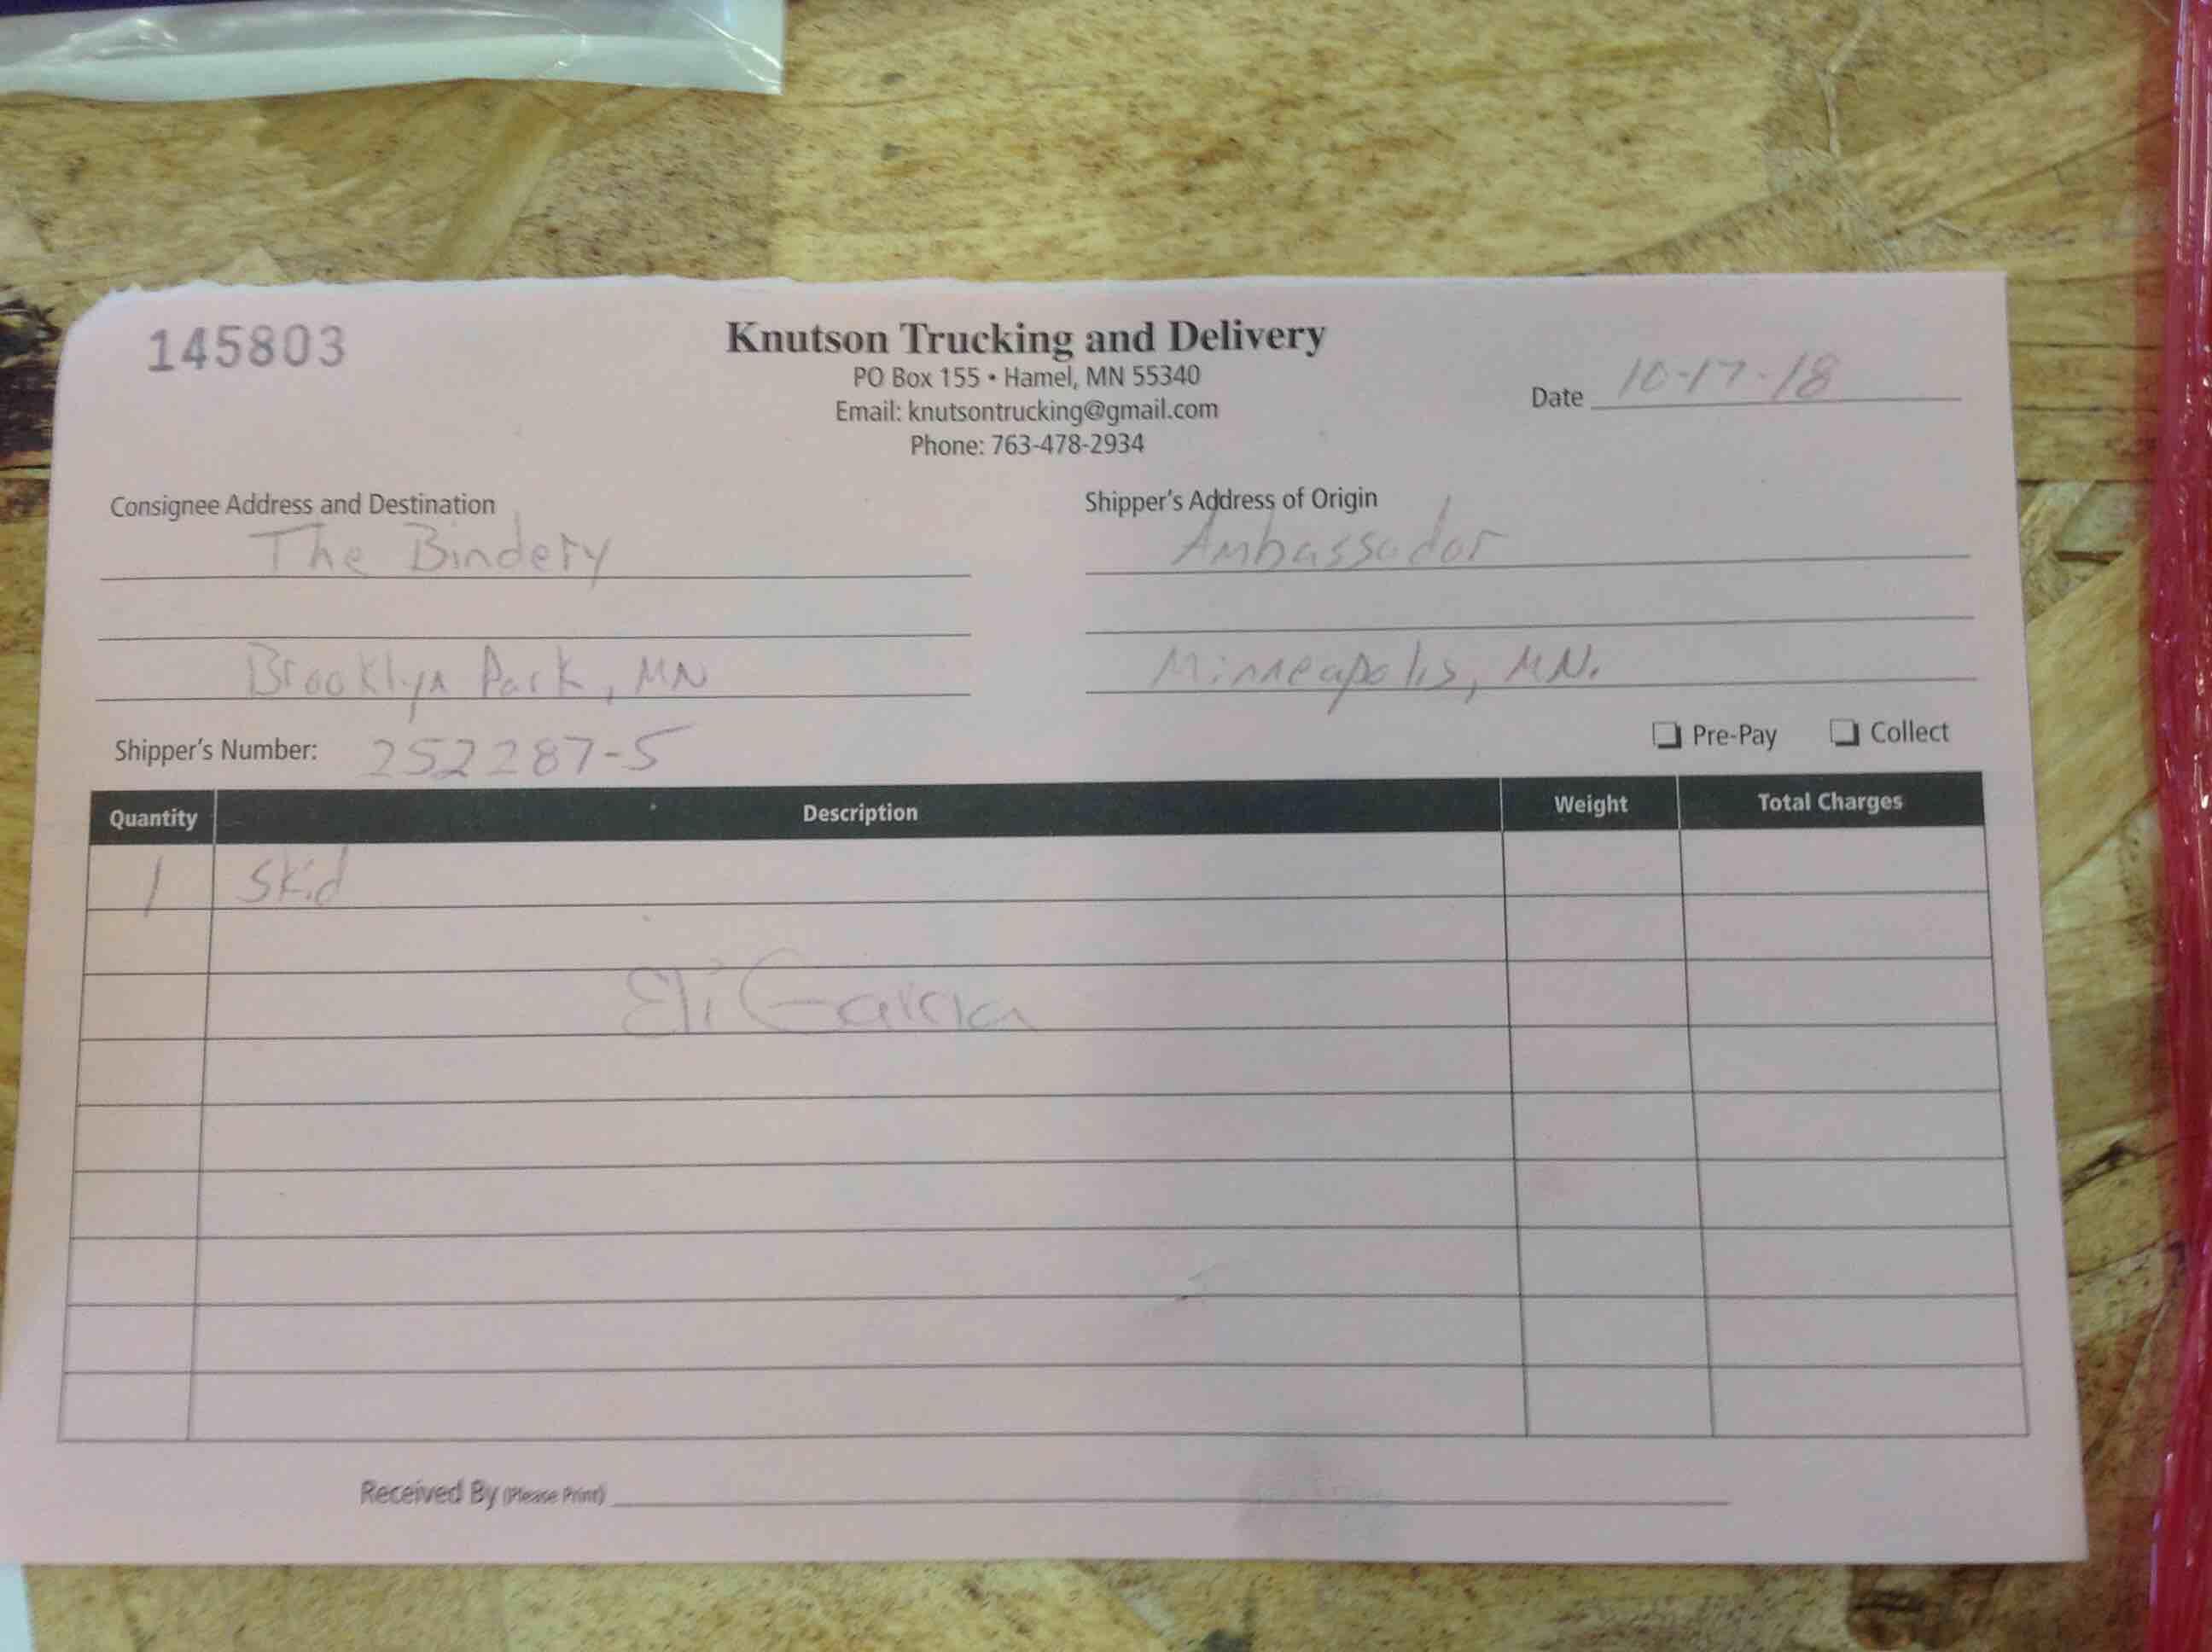 145803
Knutson Trucking and Delivery
PO Box 155 • Hamel, MN 55340
Email: knutsontrucking@gmail.com
Phone: 763-478-2934
Date 10-17-18
Consignee Address and Destination
The Bindery
Brooklyn Park, MN
Shipper's Address of Origin
Ambassador
Minneapolis, MN.
Shipper's Number: 252287-5
Pre-Pay Collect
Quantity Description Weight Total Charges
1 Skid
Eli Garcia
Received By (Please Print)